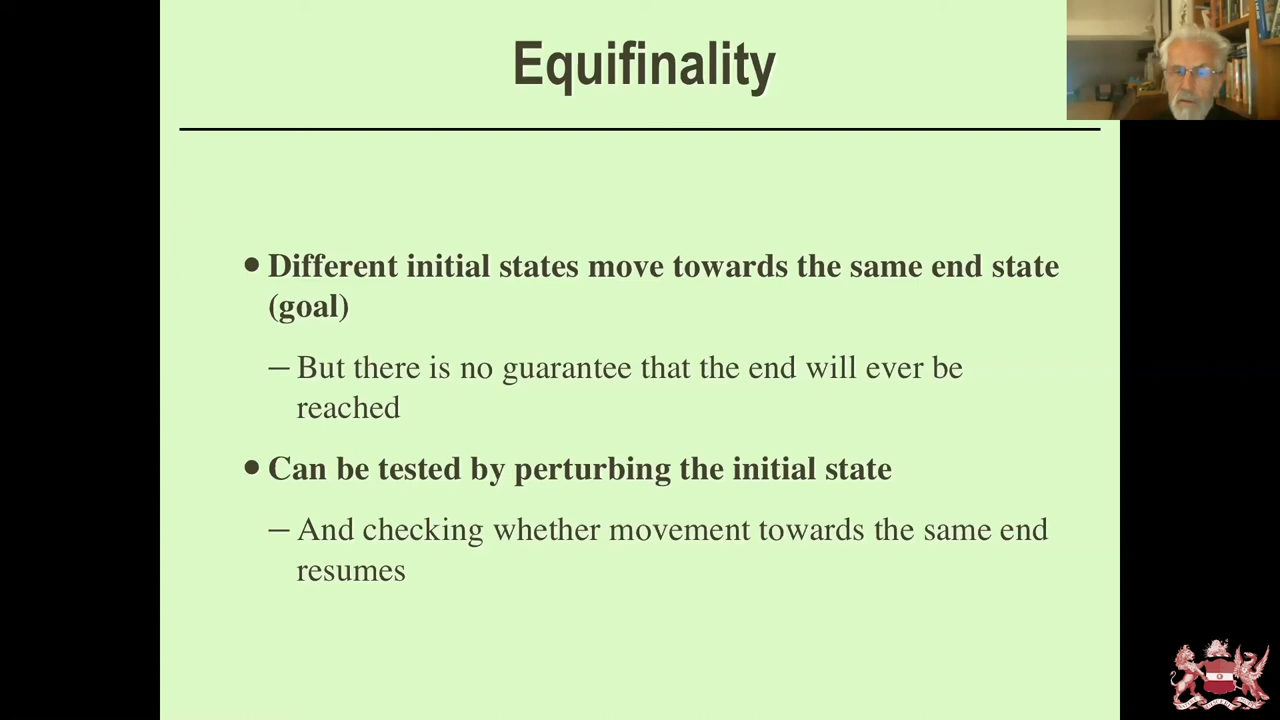 Equifinality
• Different initial states move towards the same end state
(goal)
– But there is no guarantee that the end will ever be
reached
• Can be tested by perturbing the initial state
– And checking whether movement towards the same end
resumes